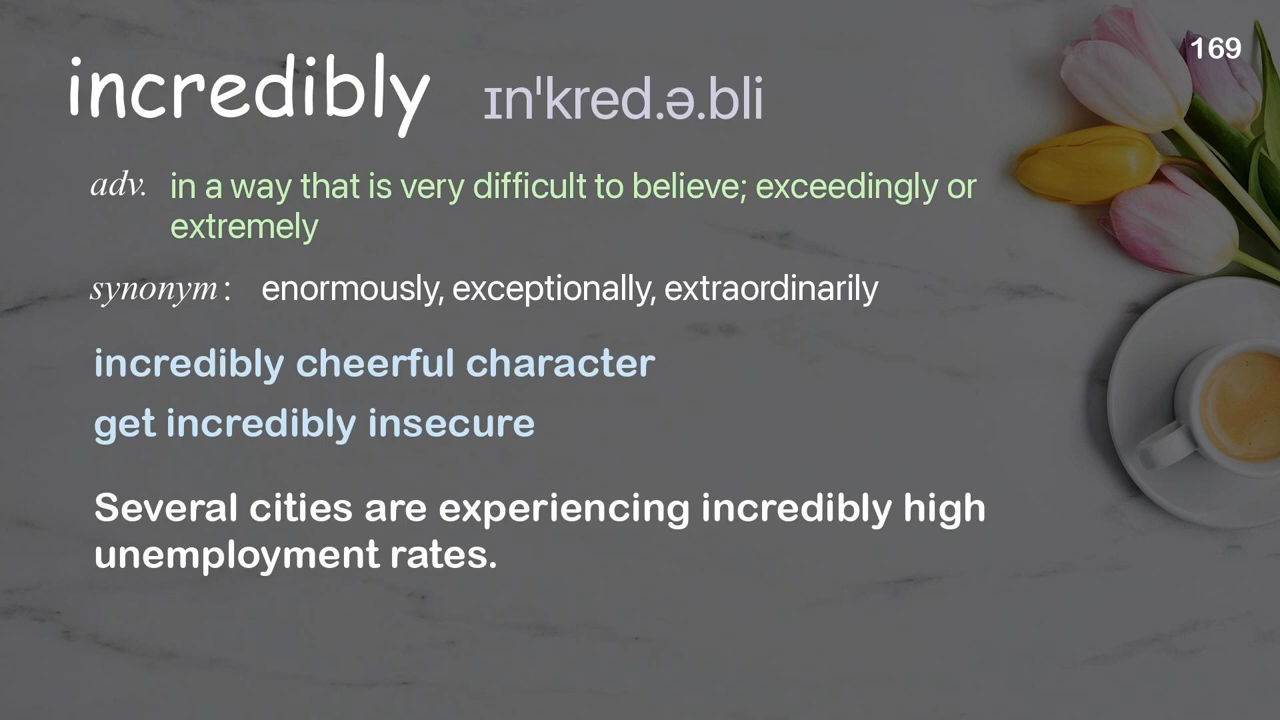 169
incredibly ɪnˈkred.ə.bli
adv. in a way that is very difficult to believe; exceedingly or
extremely
synonym : enormously, exceptionally, extraordinarily
incredibly cheerful character
get incredibly insecure
Several cities are experiencing incredibly high
unemployment rates.